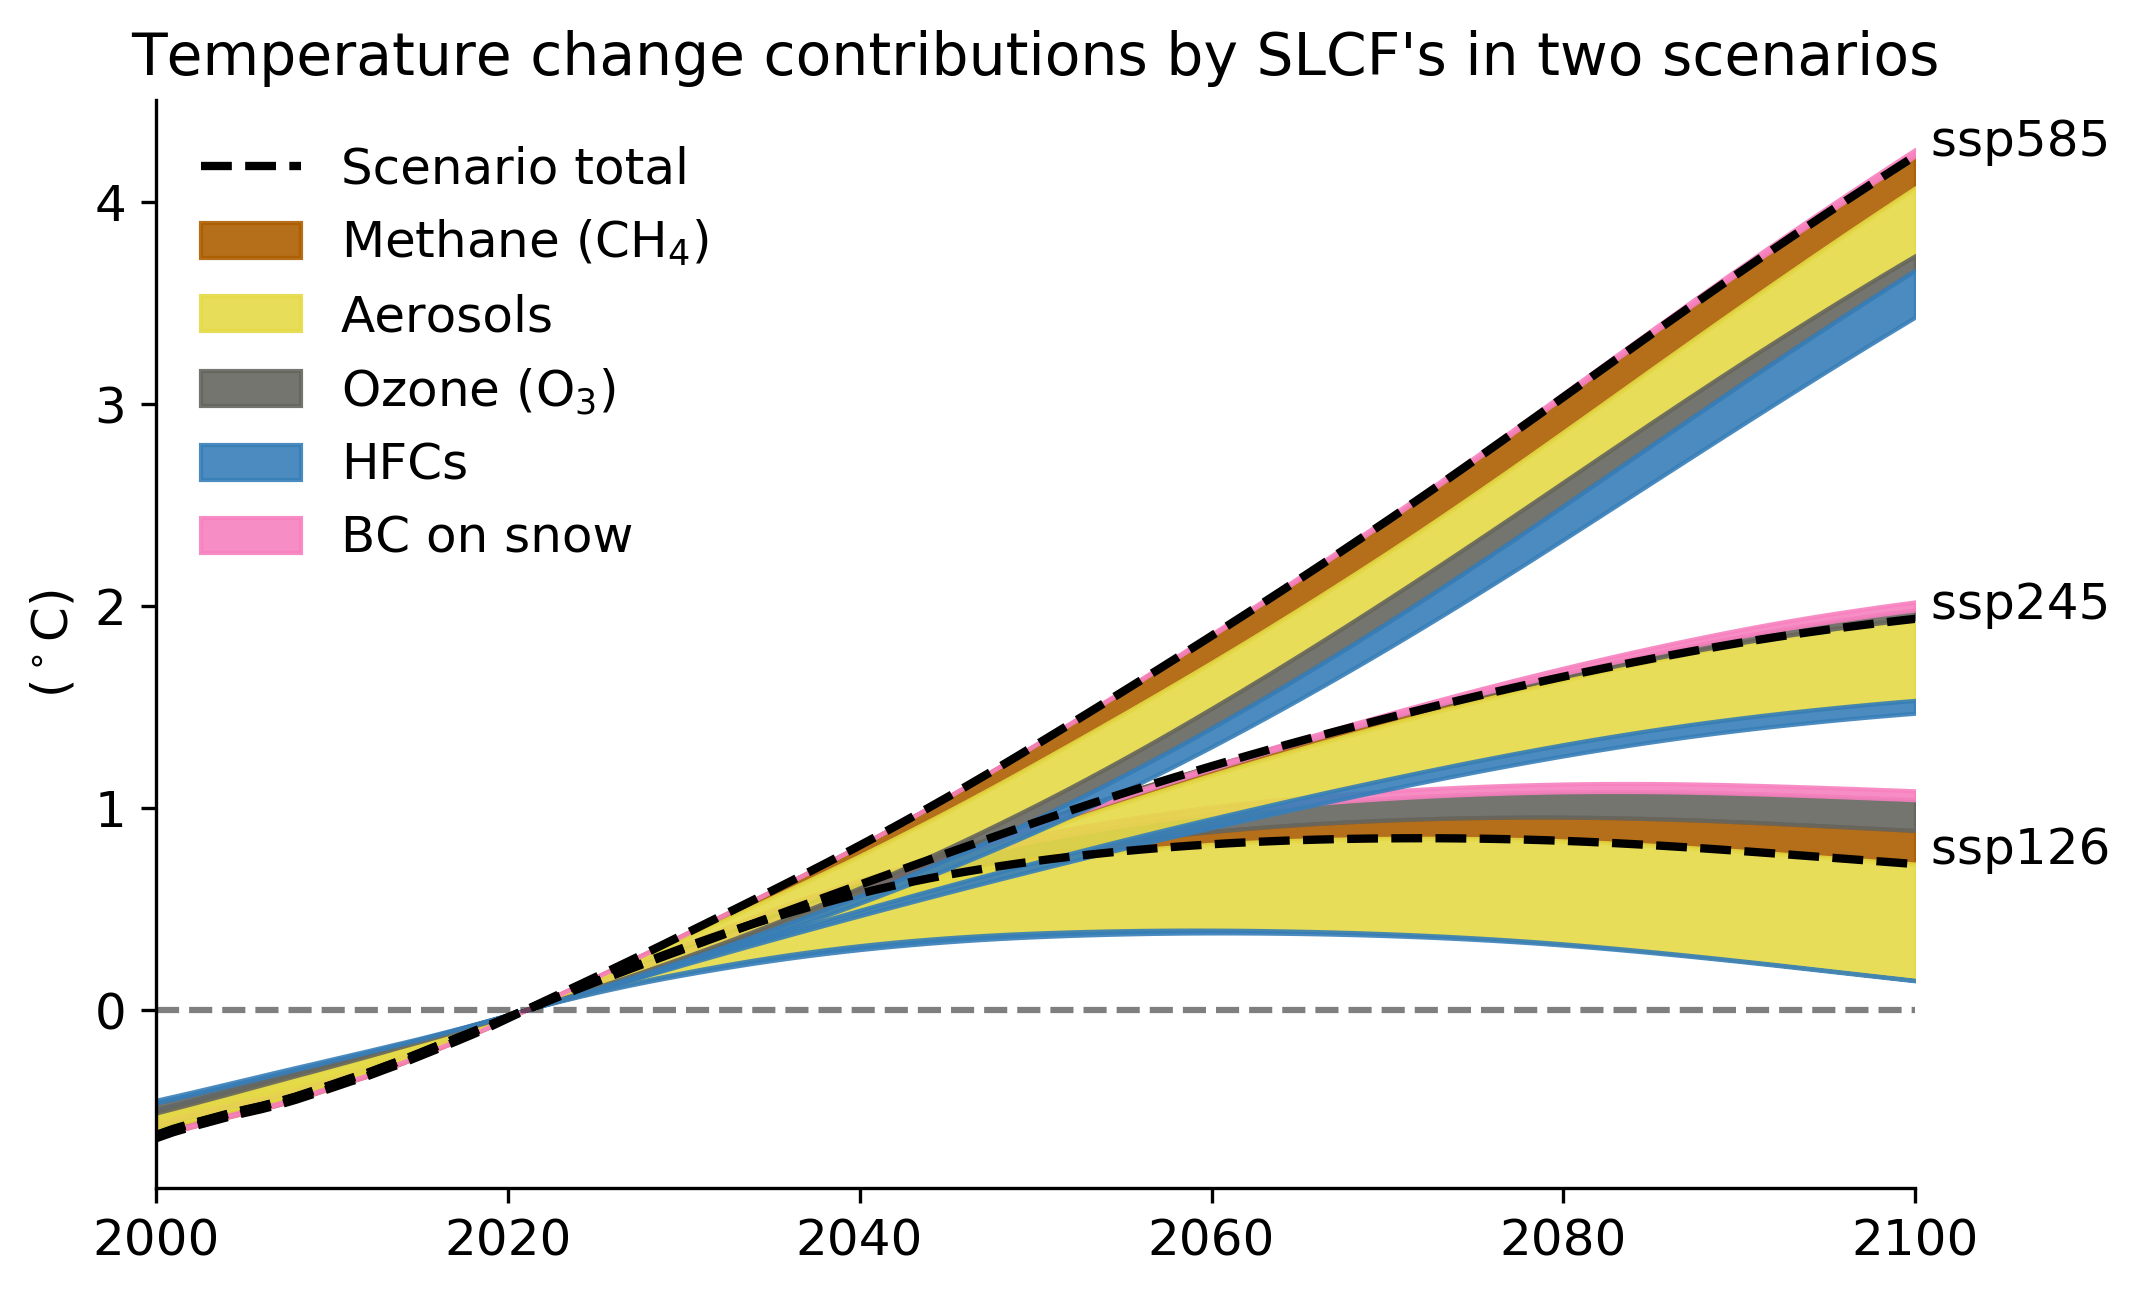 Temperature change contributions by SLCF's in two scenarios
Scenario total
Methane (CH₄)
Aerosols
Ozone (O₃)
HFCs
BC on snow
(°C)
4
3
2
1
0
2000 2020 2040 2060 2080 2100
ssp585
ssp245
ssp126